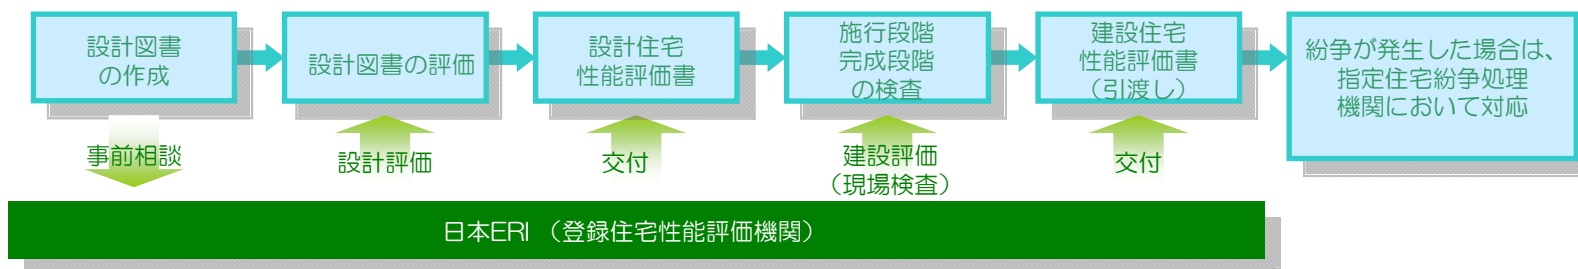 設計図書
の作成
設計図書の評価
設計住宅
性能評価書
施行段階
完成段階
の検査
建設住宅
性能評価書
（引渡し）
紛争が発生した場合は、
指定住宅紛争処理
機関において対応
事前相談
設計評価
交付
建設評価
（現場検査）
交付
日本ERI （登録住宅性能評価機関）